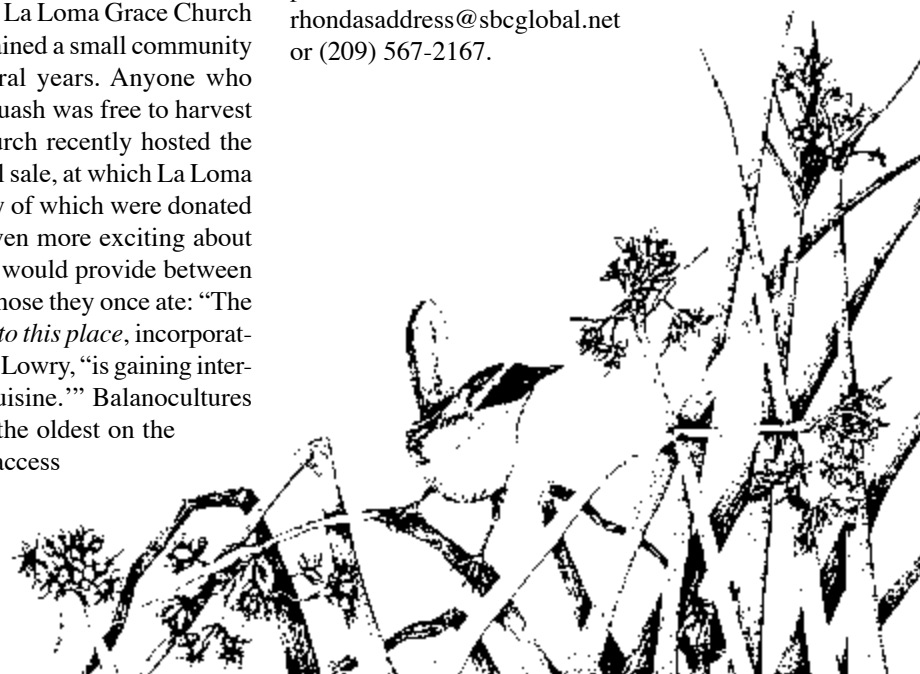 La Loma Grace Church
ained a small community
ral years. Anyone who
uash was free to harvest
urch recently hosted the
l sale, at which La Loma
y of which were donated
ven more exciting about
would provide between
hose they once ate: “The
to this place, incorporat-
Lowry, “is gaining inter-
uisine.’” Balanocultures
the oldest on the
access
rhondasaddress@sbcglobal.net
or (209) 567-2167.